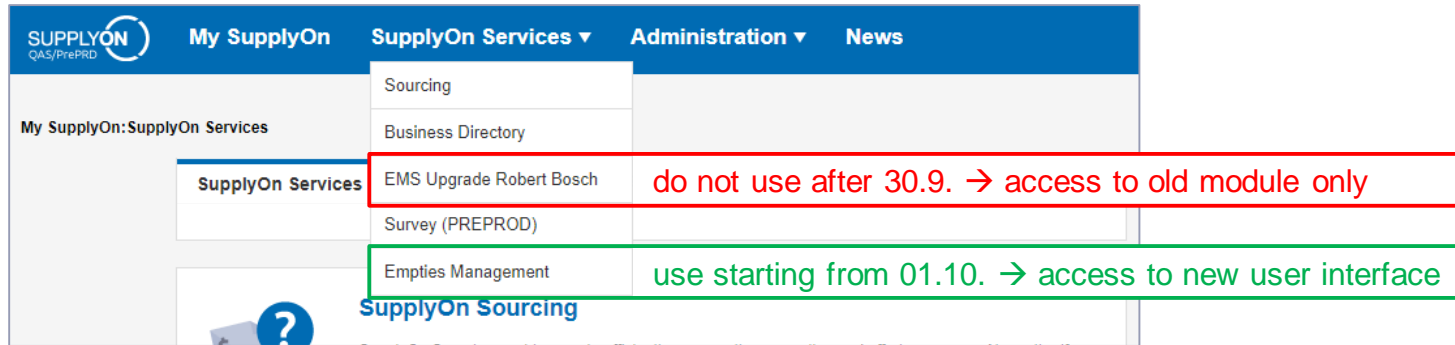 SUPPLYON
QAS/PrePRD
My SupplyOn
SupplyOn Services ▼
Administration ▼
News
Sourcing
My SupplyOn:SupplyOn Services
Business Directory
SupplyOn Services
EMS Upgrade Robert Bosch
do not use after 30.9. → access to old module only
Survey (PREPROD)
Empties Management
use starting from 01.10. → access to new user interface
?
SupplyOn Sourcing